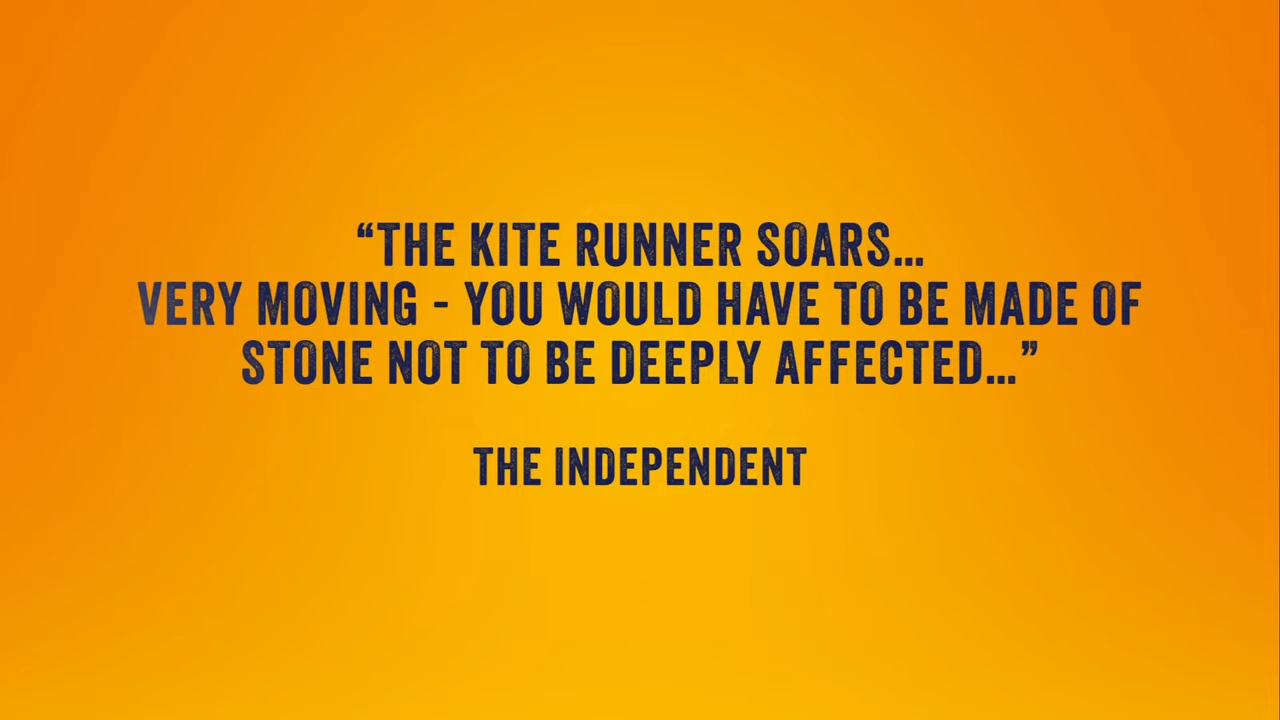 “THE KITE RUNNER SOARS...
VERY MOVING - YOU WOULD HAVE TO BE MADE OF
STONE NOT TO BE DEEPLY AFFECTED...”
THE INDEPENDENT